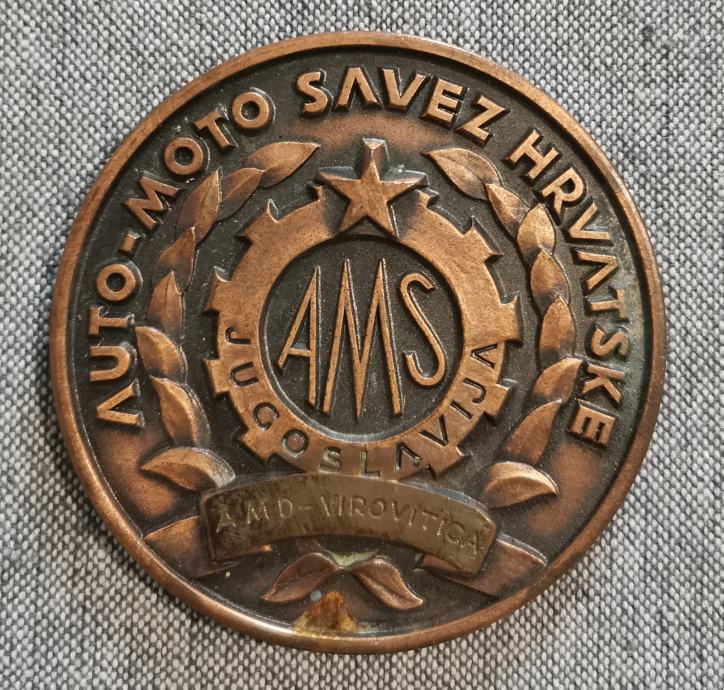 AUTO-MOTO SAVEZ HRVATSKE
AMS
JUGOSLAVIJA
AMD-VIROVITICA